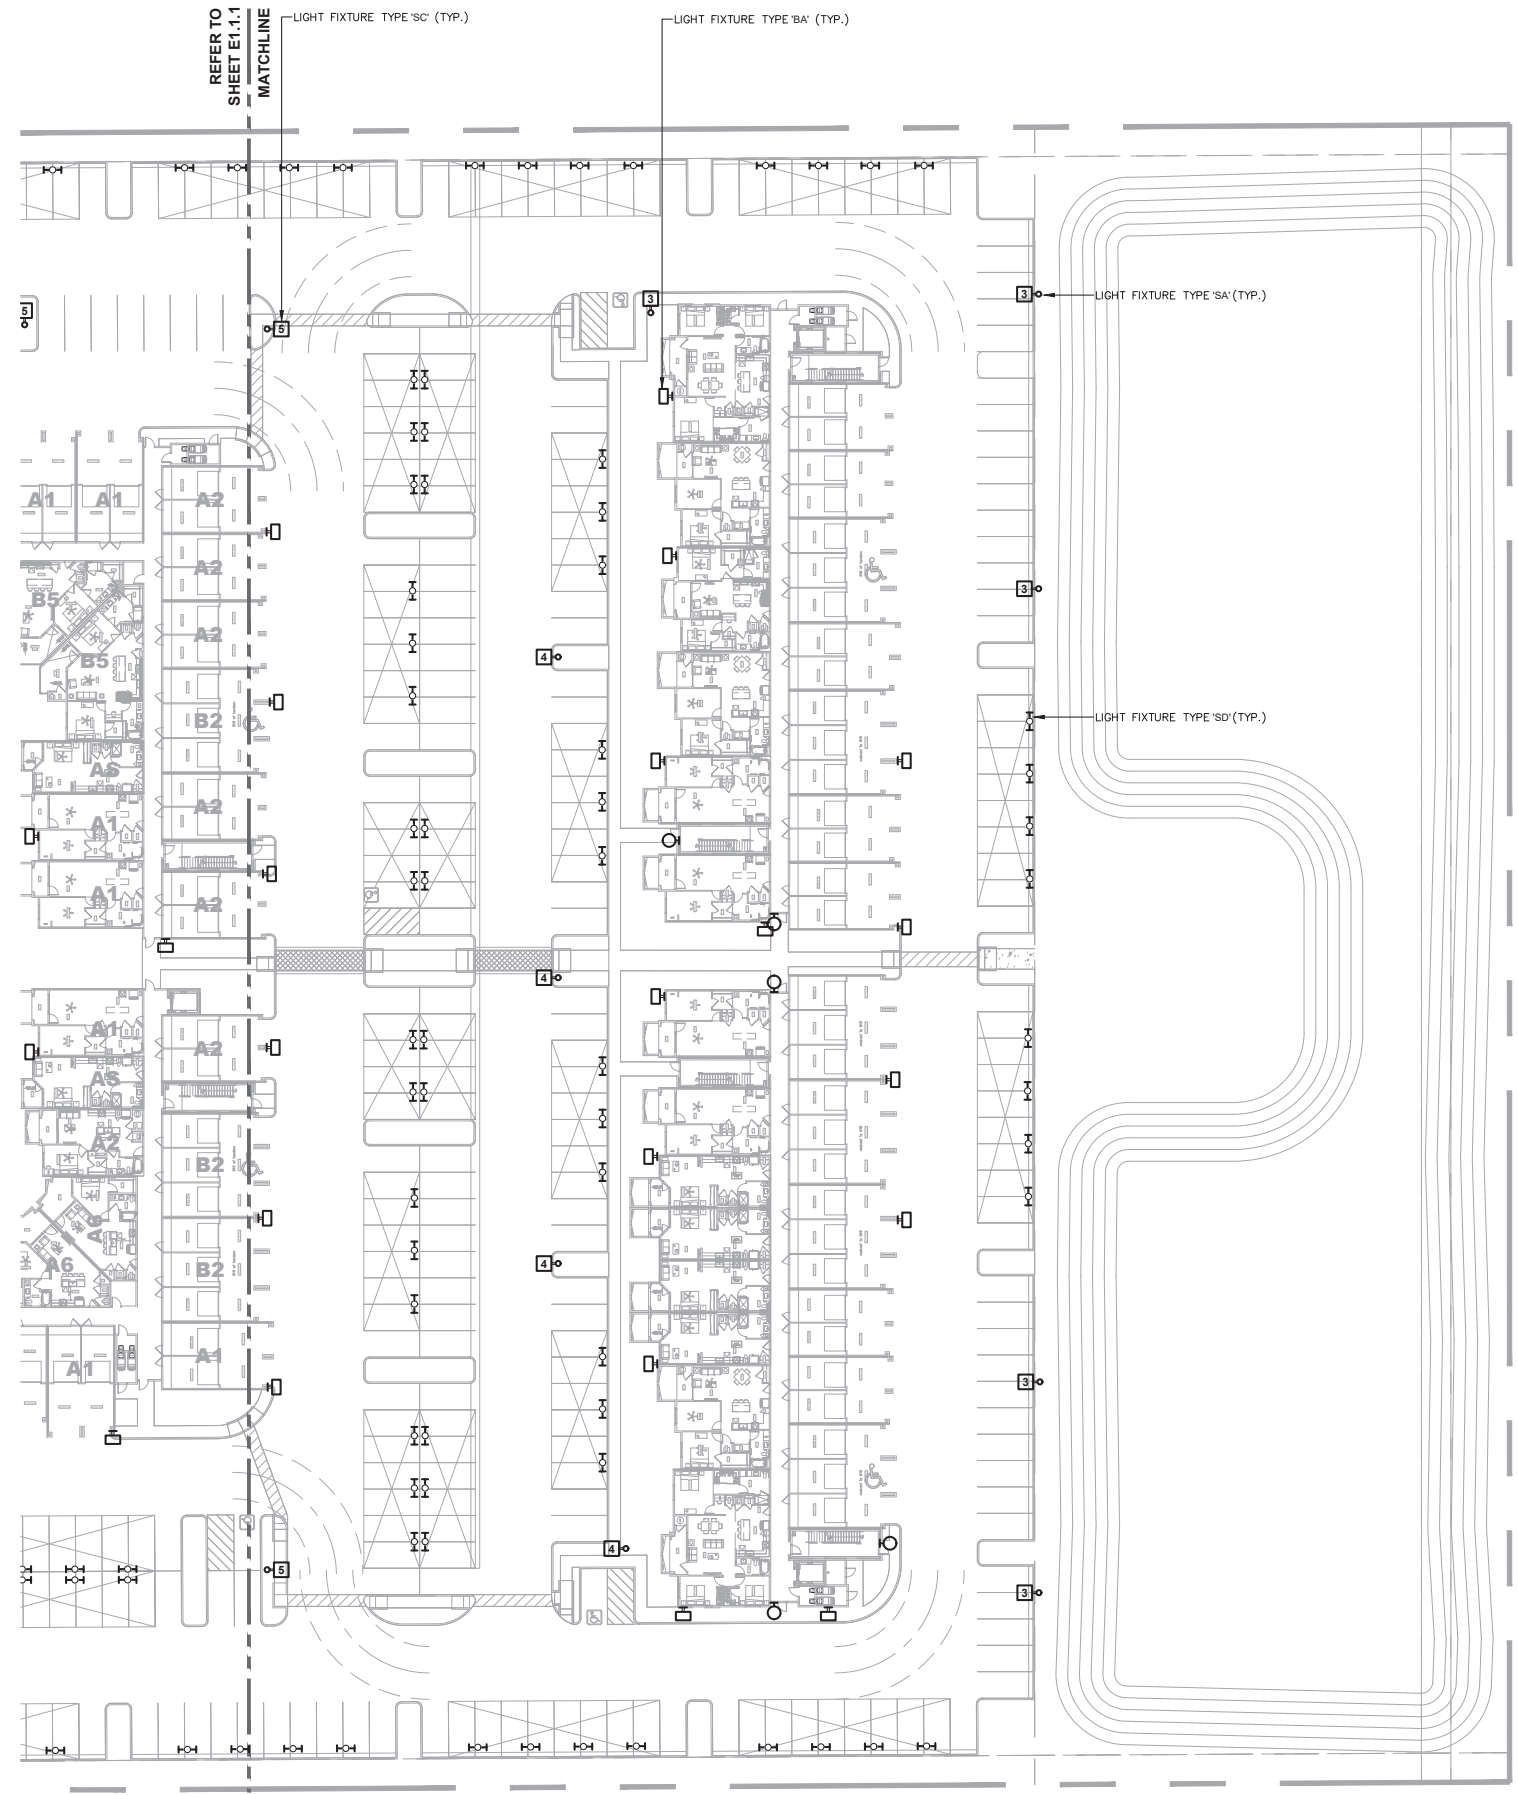 REFER TO
SHEET E1.1.1
MATCHLINE
LIGHT FIXTURE TYPE 'SC' (TYP.)
LIGHT FIXTURE TYPE 'BA' (TYP.)
LIGHT FIXTURE TYPE 'SA' (TYP.)
3
3
5
5
A1
A1
A2
A2
3
B5
A2
B5
4
B2
LIGHT FIXTURE TYPE 'SD' (TYP.)
AS
A2
A1
A1
A2
4
A1
A2
AS
A2
B2
A6
A6
B2
4
A1
A1
3
4
5
3